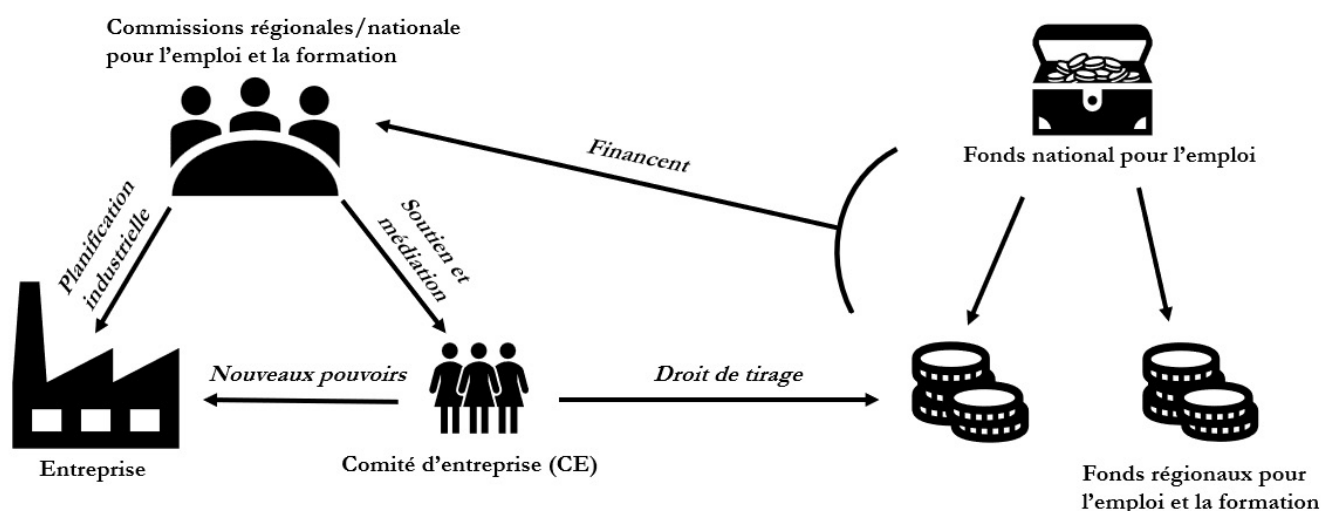 Commissions régionales/nationale
pour l'emploi et la formation
Financent
Fonds national pour l'emploi
Planification
industrielle
Soutien et
médiation
Nouveaux pouvoirs
Droit de tirage
Entreprise
Comité d'entreprise (CE)
Fonds régionaux pour
l'emploi et la formation